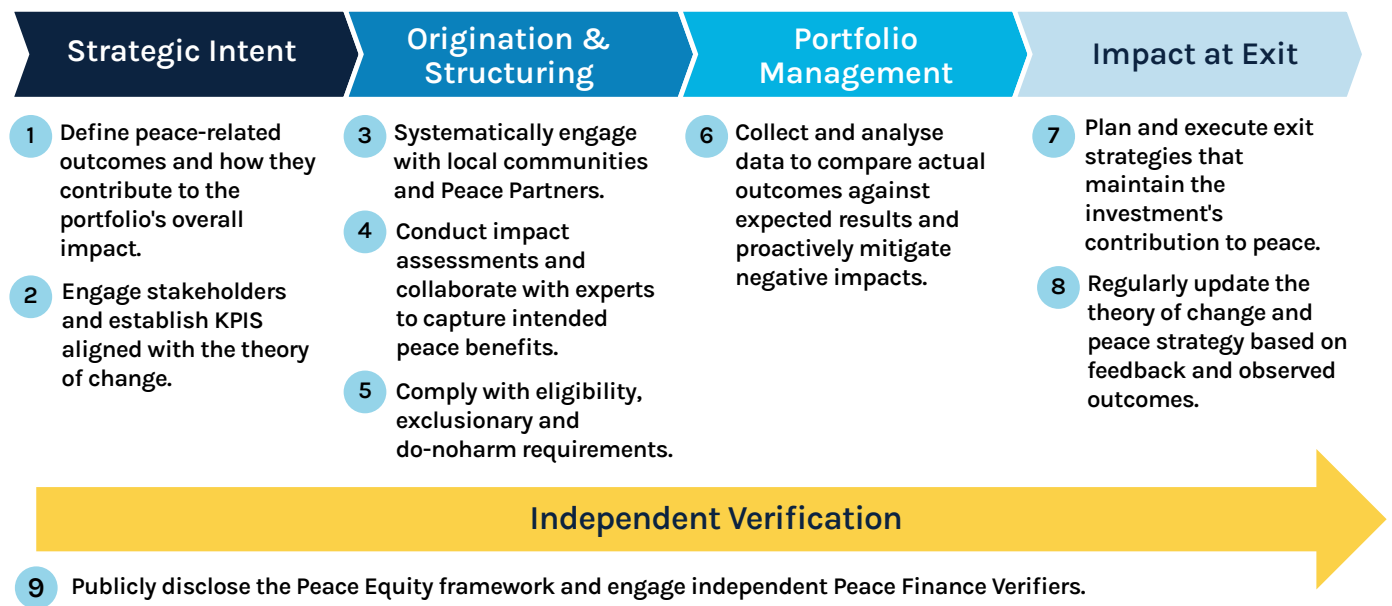 Strategic Intent
Origination &
Structuring
Portfolio
Management
Impact at Exit
1
Define peace-related
outcomes and how they
contribute to the
portfolio's overall
impact.
2
Engage stakeholders
and establish KPIS
aligned with the theory
of change.
3
Systematically engage
with local communities
and Peace Partners.
4
Conduct impact
assessments and
collaborate with experts
to capture intended
peace benefits.
5
Comply with eligibility,
exclusionary and
do-noharm requirements.
6
Collect and analyse
data to compare actual
outcomes against
expected results and
proactively mitigate
negative impacts.
7
Plan and execute exit
strategies that
maintain the
investment's
contribution to peace.
8
Regularly update the
theory of change and
peace strategy based on
feedback and observed
outcomes.
Independent Verification
9
Publicly disclose the Peace Equity framework and engage independent Peace Finance Verifiers.